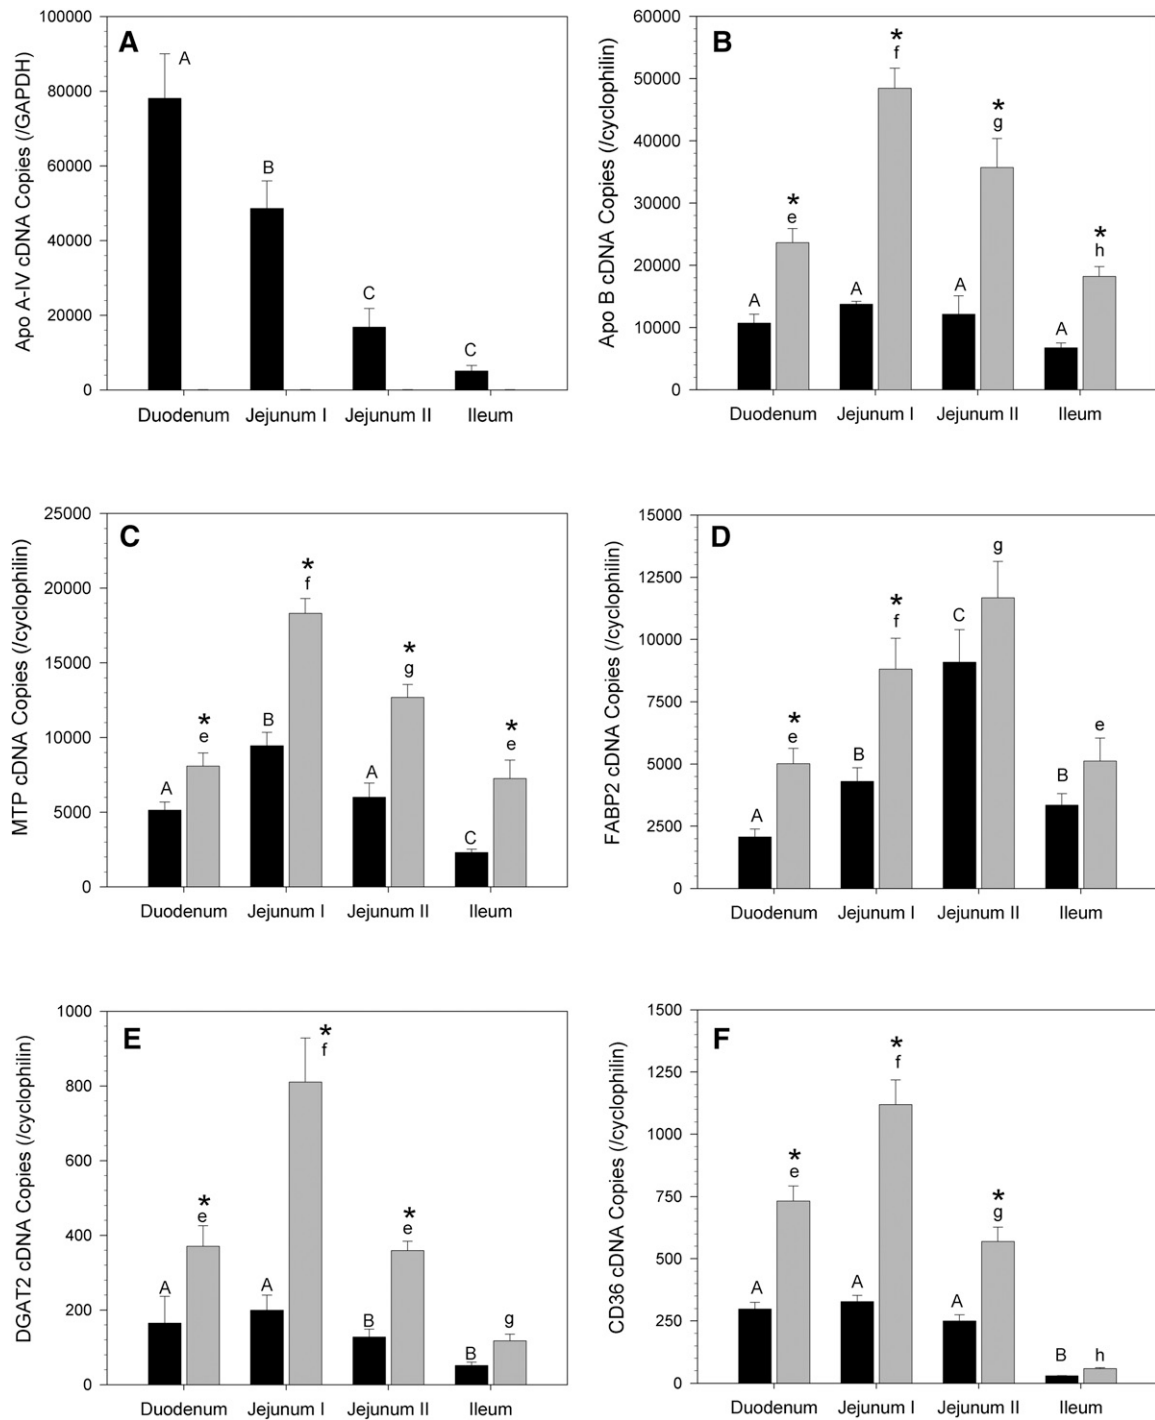 A
Apo A-IV cDNA Copies (/GAPDH)
100000
80000
60000
40000
20000
0
A
B
C
C
Duodenum Jejunum I Jejunum II Ileum
B
Apo B cDNA Copies (/cyclophilin)
60000
50000
40000
30000
20000
10000
0
A
*
e
A
*
f
A
*
g
A
*
h
Duodenum Jejunum I Jejunum II Ileum
C
MTP cDNA Copies (/cyclophilin)
25000
20000
15000
10000
5000
0
A
*
e
B
*
f
A
*
g
C
*
e
Duodenum Jejunum I Jejunum II Ileum
D
FABP2 cDNA Copies (/cyclophilin)
15000
12500
10000
7500
5000
2500
0
A
*
e
B
*
f
C
g
B
e
Duodenum Jejunum I Jejunum II Ileum
E
DGAT2 cDNA Copies (/cyclophilin)
1000
800
600
400
200
0
A
*
e
A
*
f
B
*
e
B
g
Duodenum Jejunum I Jejunum II Ileum
F
CD36 cDNA Copies (/cyclophilin)
1500
1250
1000
750
500
250
0
A
*
e
A
*
f
A
*
g
B
h
Duodenum Jejunum I Jejunum II Ileum